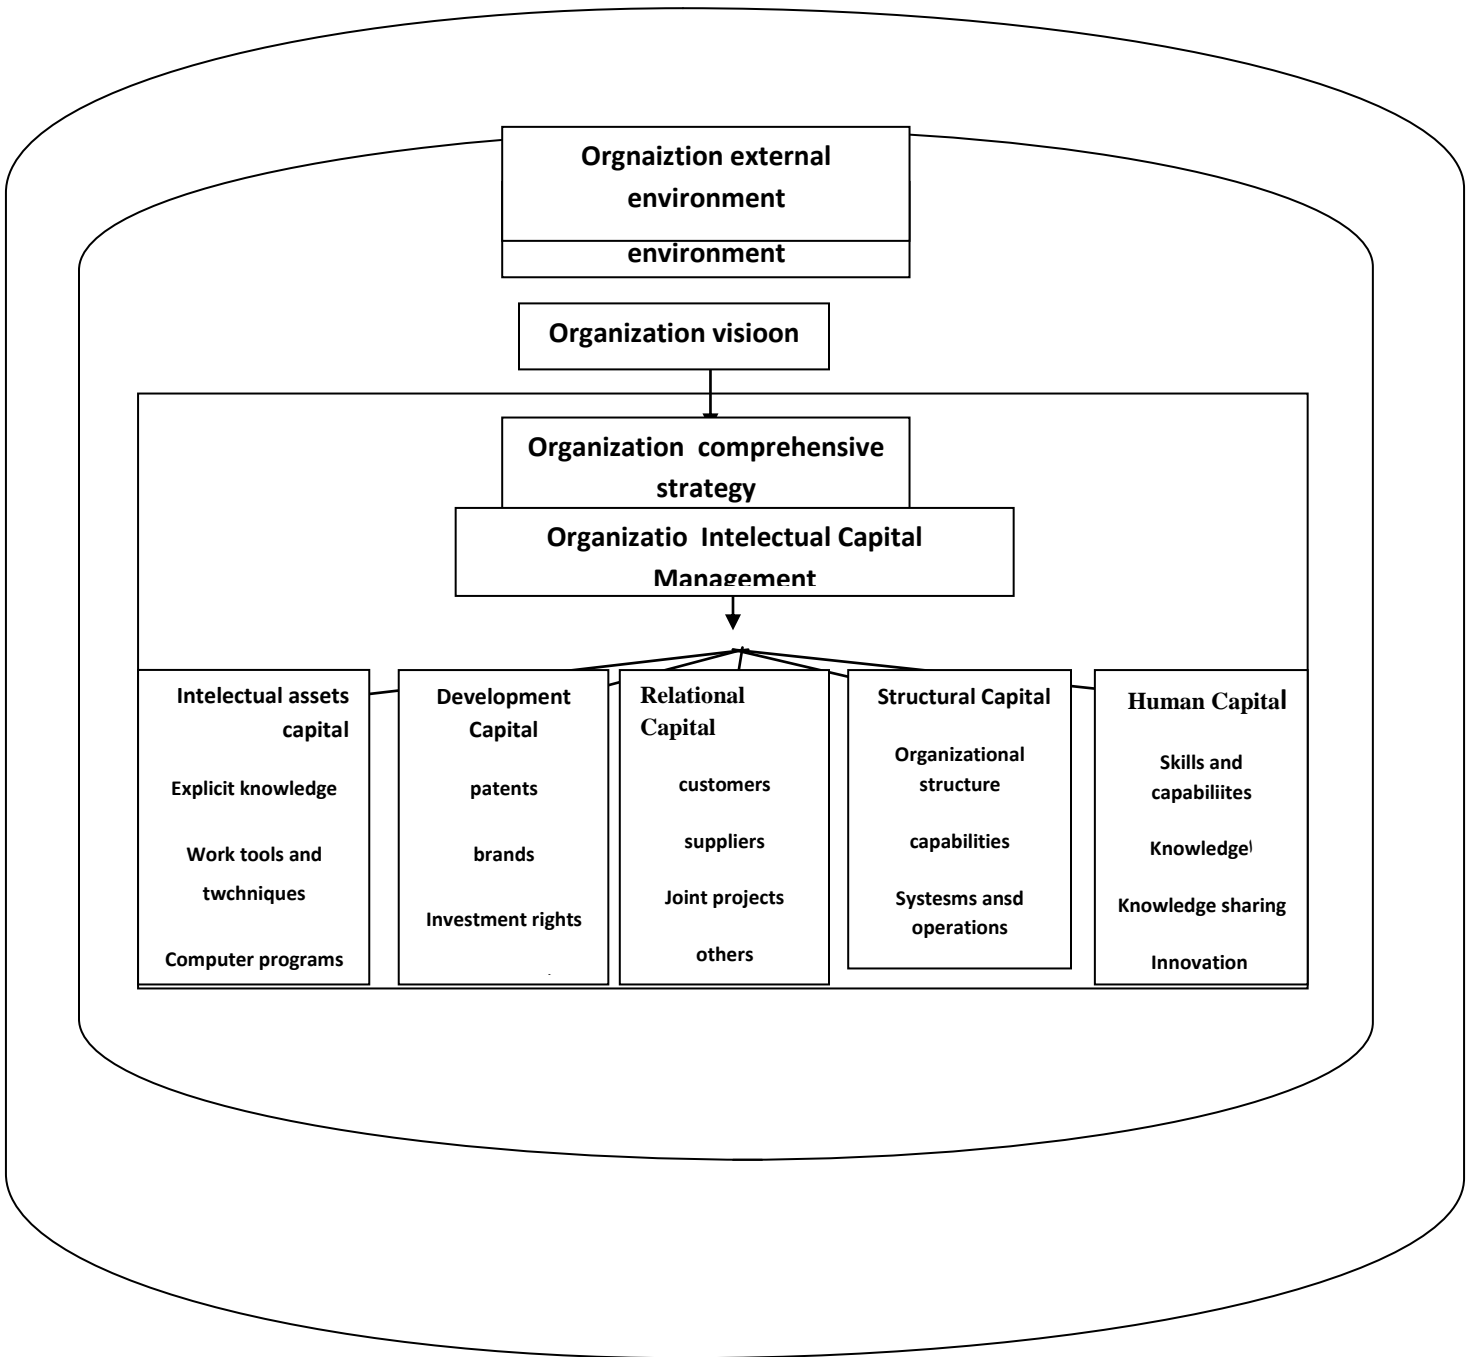 Orgnaiztion external
environment
environment
Organization visioon
Organization  comprehensive
strategy
Organizatio  Intelectual Capital
Management
Intelectual assets
capital
Explicit knowledge
Work tools and
twchniques
Computer programs
Development
Capital
patents
brands
Investment rights
Relational
Capital
customers
suppliers
Joint projects
others
Structural Capital
Organizational
structure
capabilities
Systesms ansd
operations
Human Capital
Skills and
capabiliites
Knowledge
Knowledge sharing
Innovation